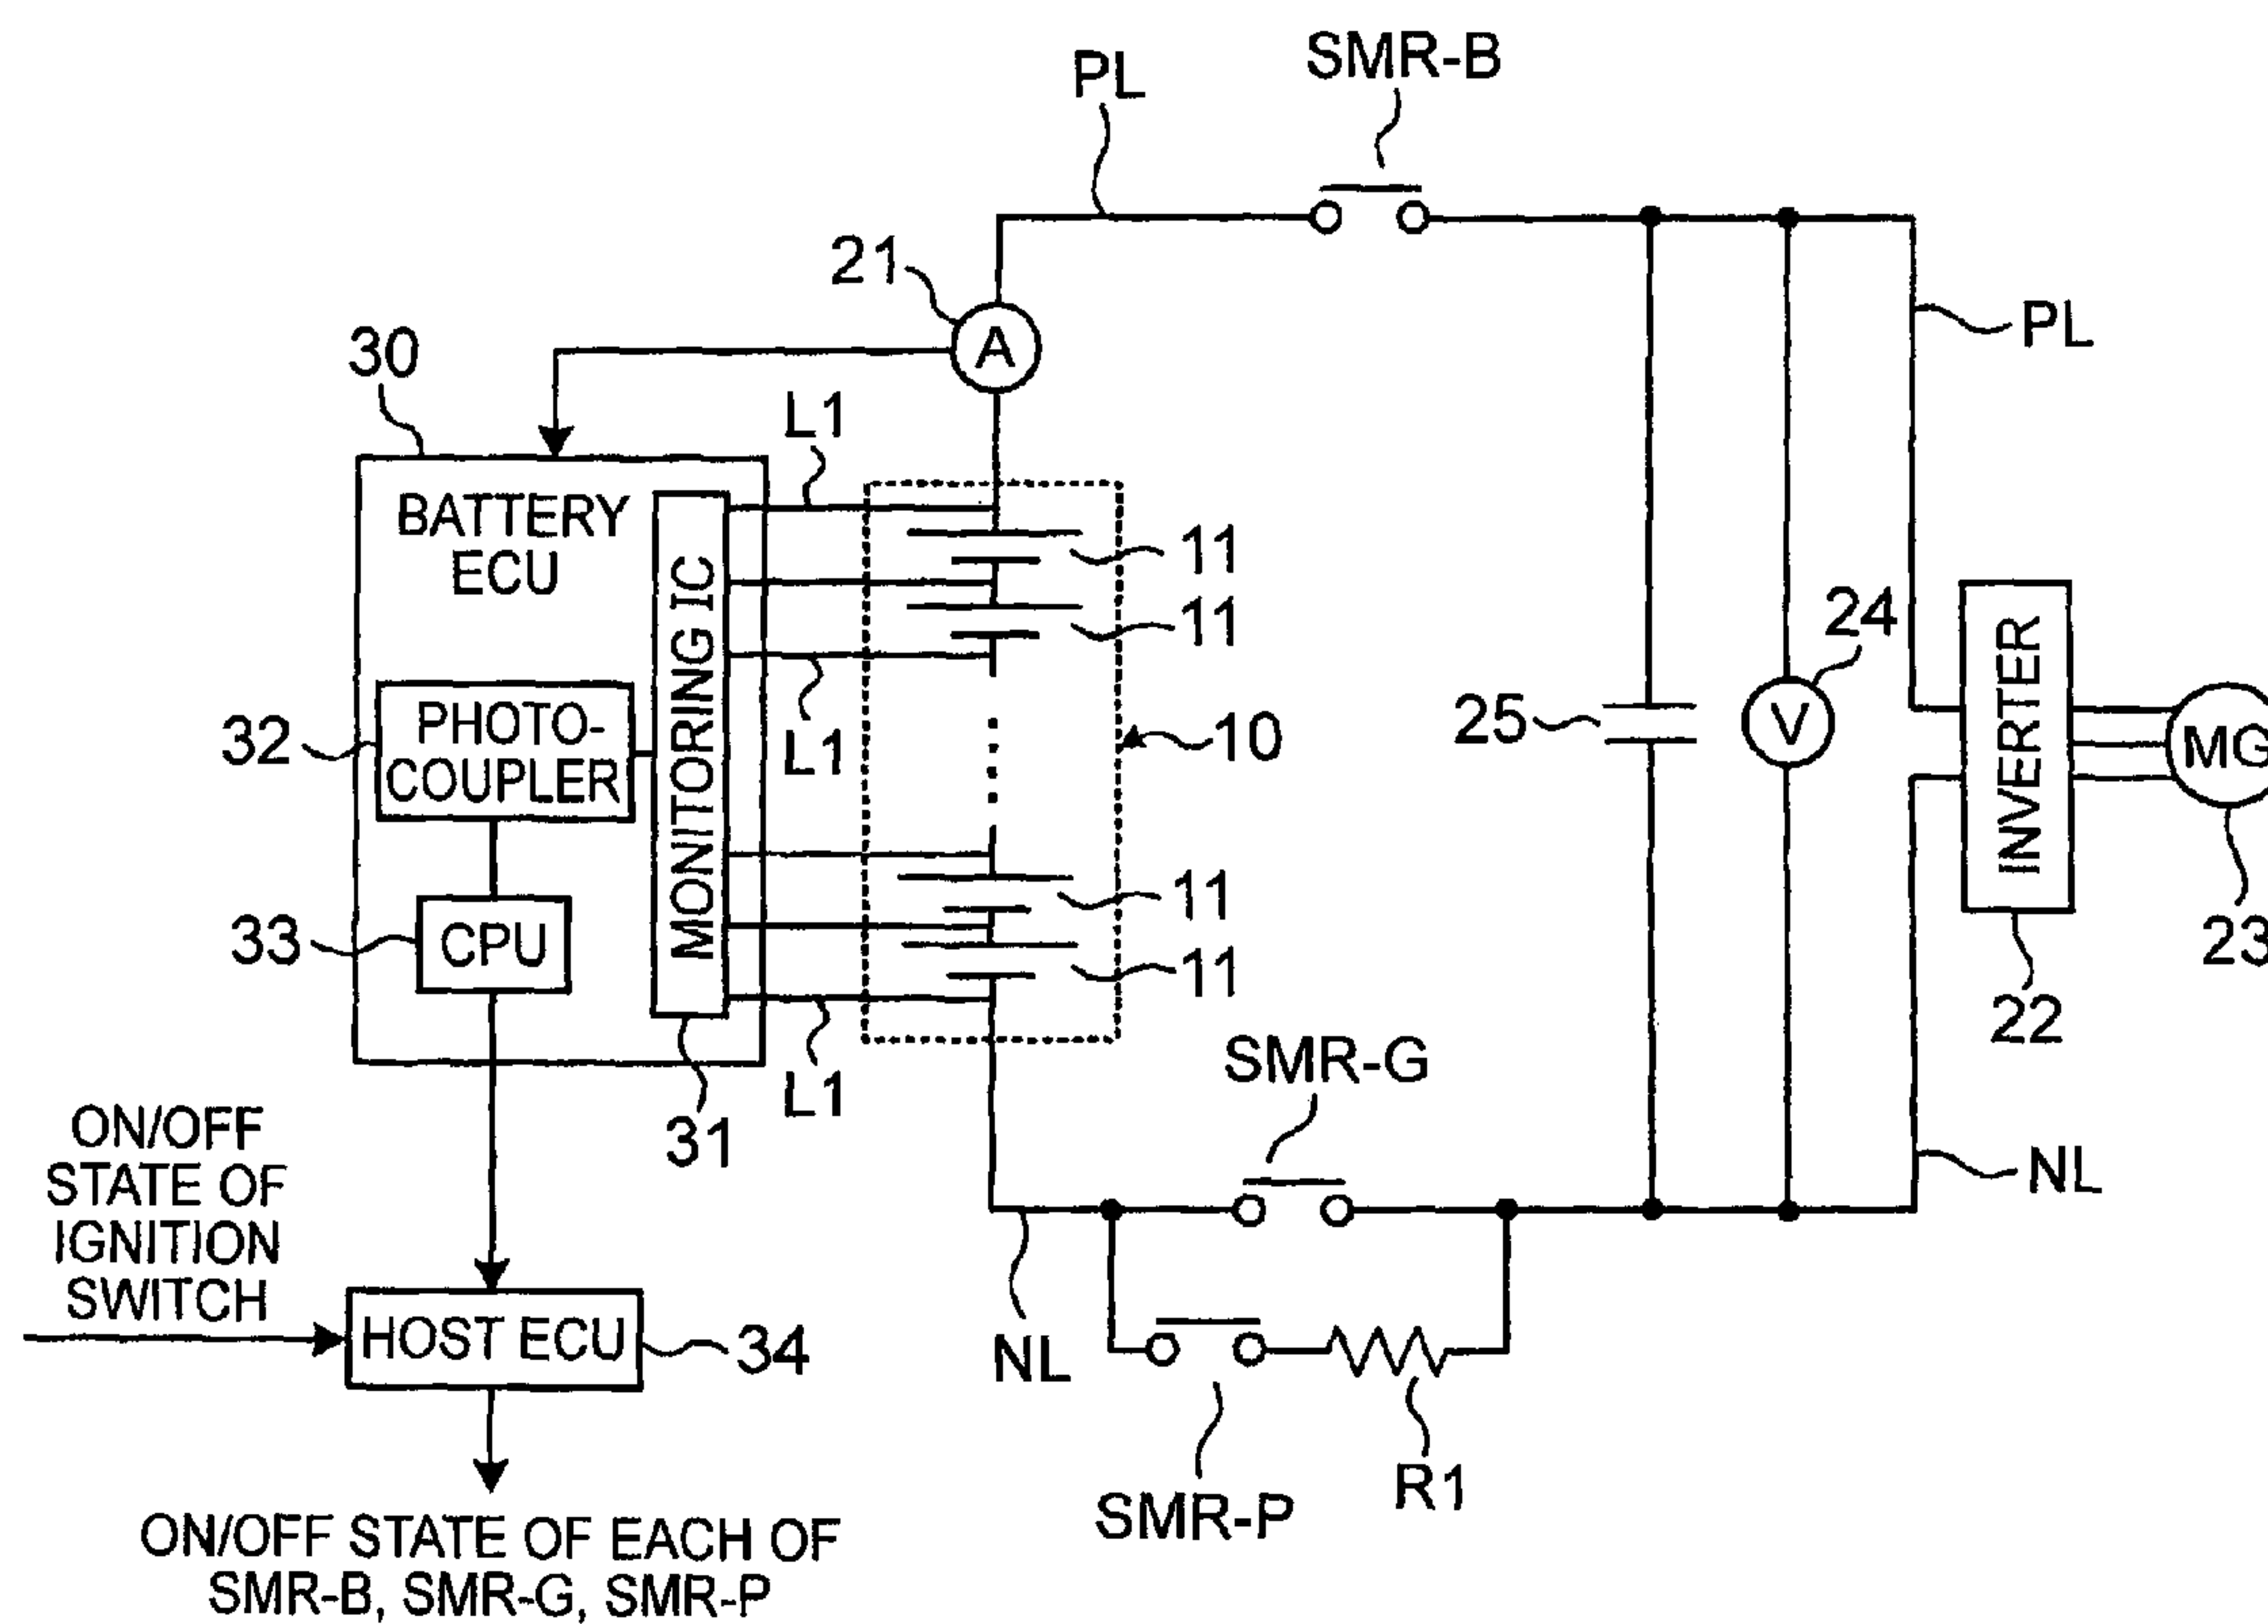 PL
SMR-B
21
A
PL
30
L1
BATTERY
ECU
11
11
24
MONITORING IC
PHOTO-
COUPLER
32
L1
10
25
V
INVERTER
MG
33
CPU
11
11
23
22
L1
31
SMR-G
NL
ON/OFF
STATE OF
IGNITION
SWITCH
HOST ECU
34
NL
R1
SMR-P
ON/OFF STATE OF EACH OF
SMR-B, SMR-G, SMR-P